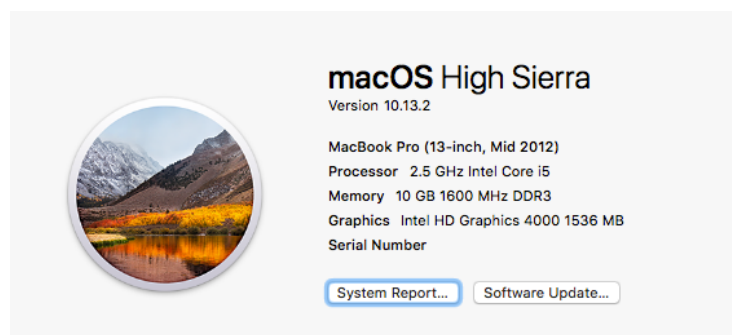 macOS High Sierra
Version 10.13.2
MacBook Pro (13-inch, Mid 2012)
Processor 2.5 GHz Intel Core i5
Memory 10 GB 1600 MHz DDR3
Graphics Intel HD Graphics 4000 1536 MB
Serial Number
System Report... Software Update...